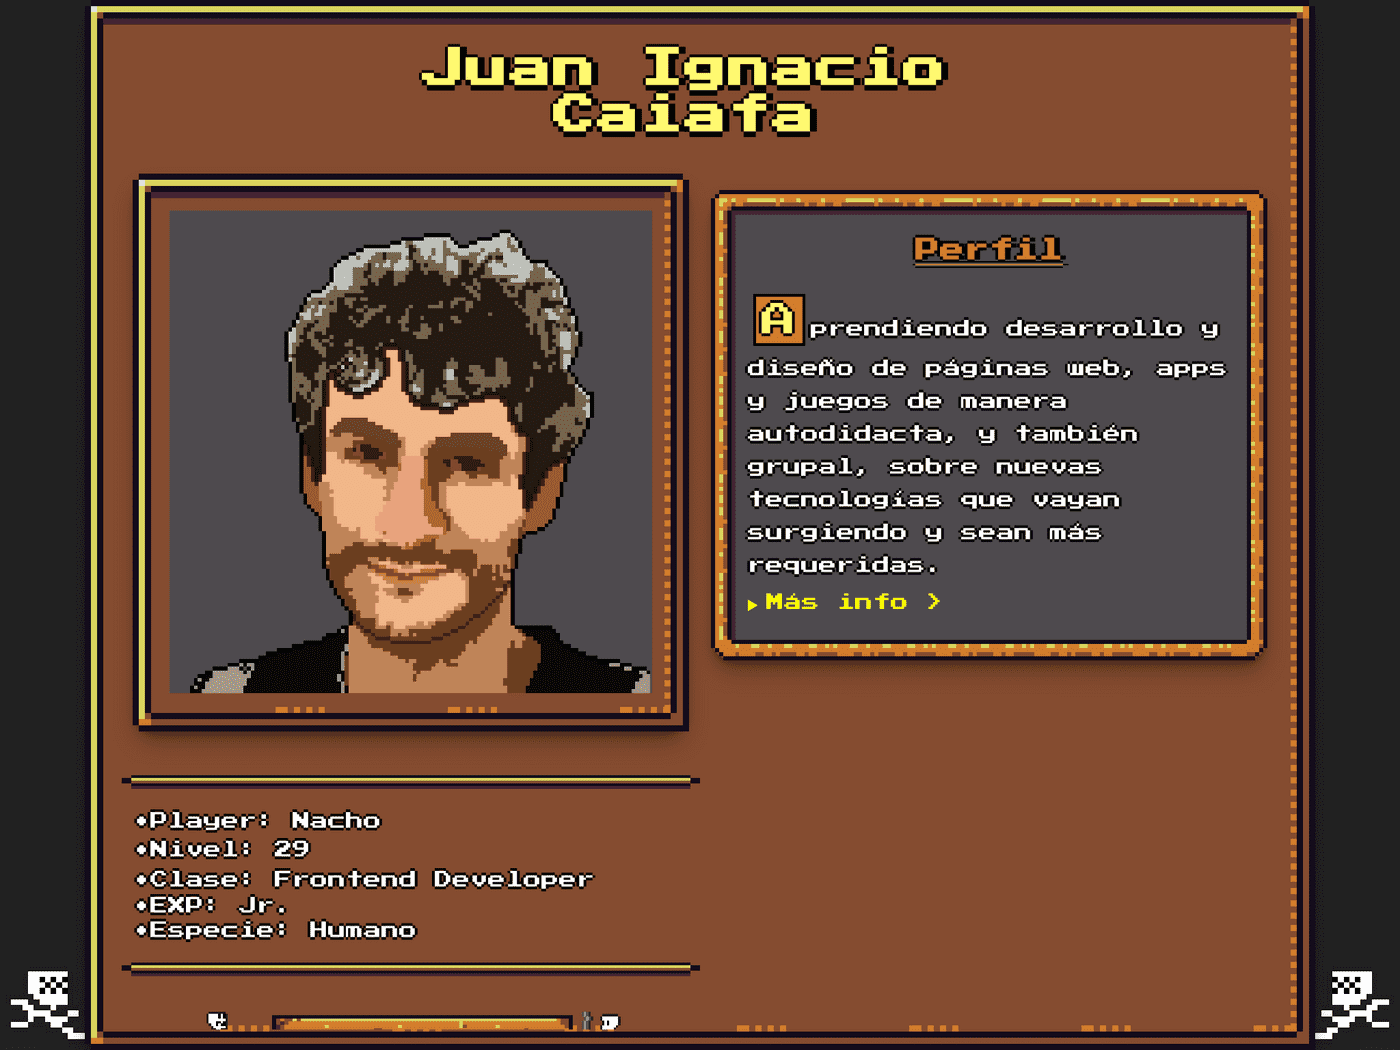 Juan Ignacio
Caiafa
Perfil
Aprendiendo desarrollo y
diseño de páginas web, apps
y juegos de manera
autodidacta, y también
grupal, sobre nuevas
tecnologías que vayan
surgiendo y sean más
requeridas.
▸Más info >
•Player: Nacho
•Nivel: 29
•Clase: Frontend Developer
•EXP: Jr.
•Especie: Humano